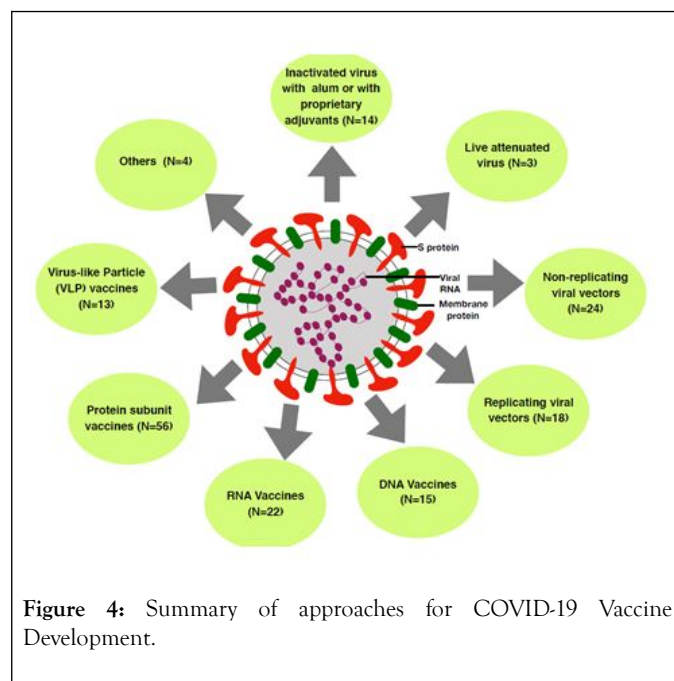 Inactivated virus
with alum or with
proprietary
adjuvants (N=14)
Live attenuated
virus (N=3)
Others (N=4)
S protein
Viral
RNA
Membrane
protein
Non-replicating
viral vectors
(N=24)
Virus-like Particle
(VLP) vaccines
(N=13)
Replicating viral
vectors (N=18)
Protein subunit
vaccines (N=56)
DNA Vaccines
(N=15)
RNA Vaccines
(N=22)
Figure 4: Summary of approaches for COVID-19 Vaccine
Development.